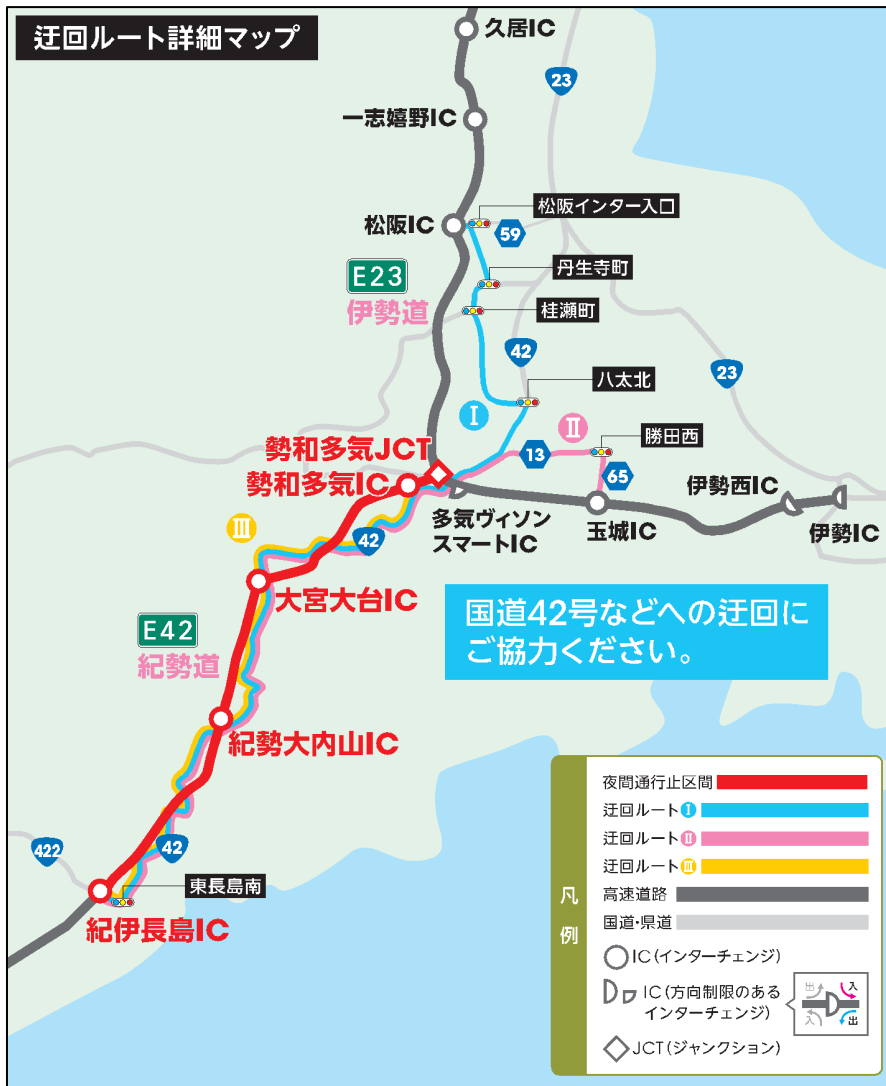 迂回ルート詳細マップ
久居IC
23
一志嬉野IC
松阪インター入口
松阪IC
59
E23
伊勢道
丹生寺町
桂瀬町
42
23
八太北
Ⅰ
Ⅱ
勢和多気JCT
勝田西
13
勢和多気IC
65
伊勢西IC
多気ヴィソン
スマートIC
玉城IC
伊勢IC
Ⅲ
42
大宮大台IC
国道42号などへの迂回に
ご協力ください。
E42
紀勢道
紀勢大内山IC
422
42
東長島南
紀伊長島IC
凡例
夜間通行止区間
迂回ルートⅠ
迂回ルートⅡ
迂回ルートⅢ
高速道路
国道・県道
IC(インターチェンジ)
IC(方向制限のある
インターチェンジ)
出
入
入
出
JCT(ジャンクション)